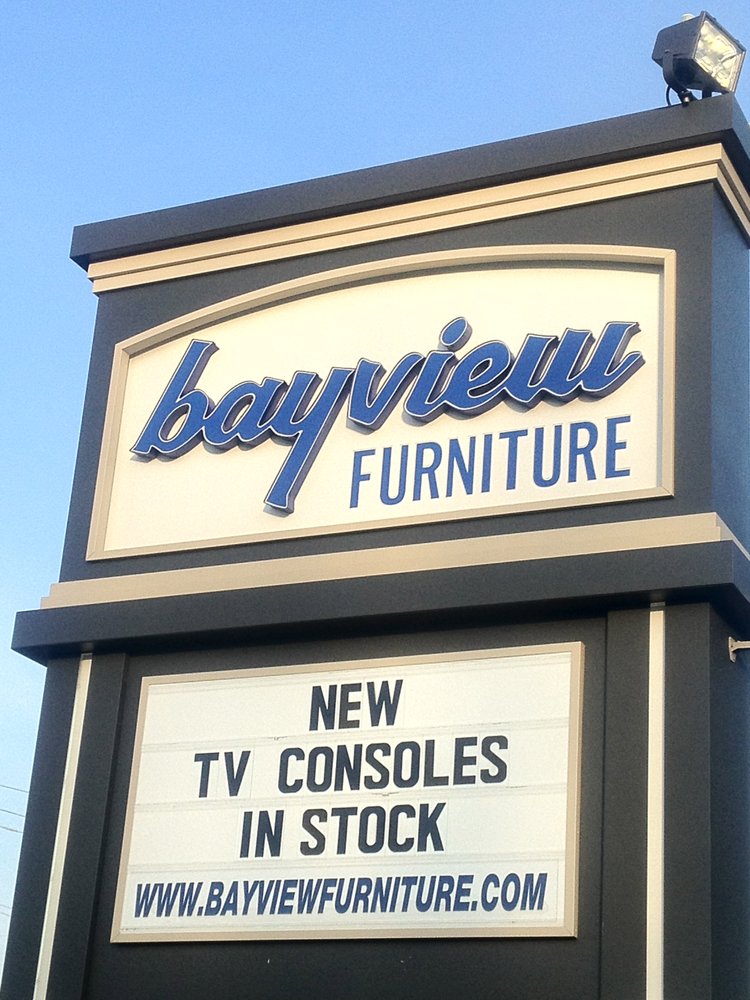 bayview
FURNITURE
NEW
TV CONSOLES
IN STOCK
WWW.BAYVIEWFURNITURE.COM